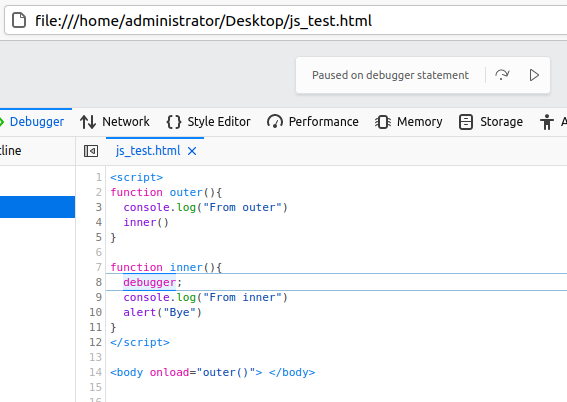 file:///home/administrator/Desktop/js_test.html
Paused on debugger statement
Debugger Network Style Editor Performance Memory Storage A
tline
js_test.html
1 <script>
2 function outer(){
3 console.log("From outer")
4 inner()
5 }
6
7 function inner(){
8 debugger;
9 console.log("From inner")
10 alert("Bye")
11 }
12 </script>
13
14 <body onload="outer()"> </body>
15
16